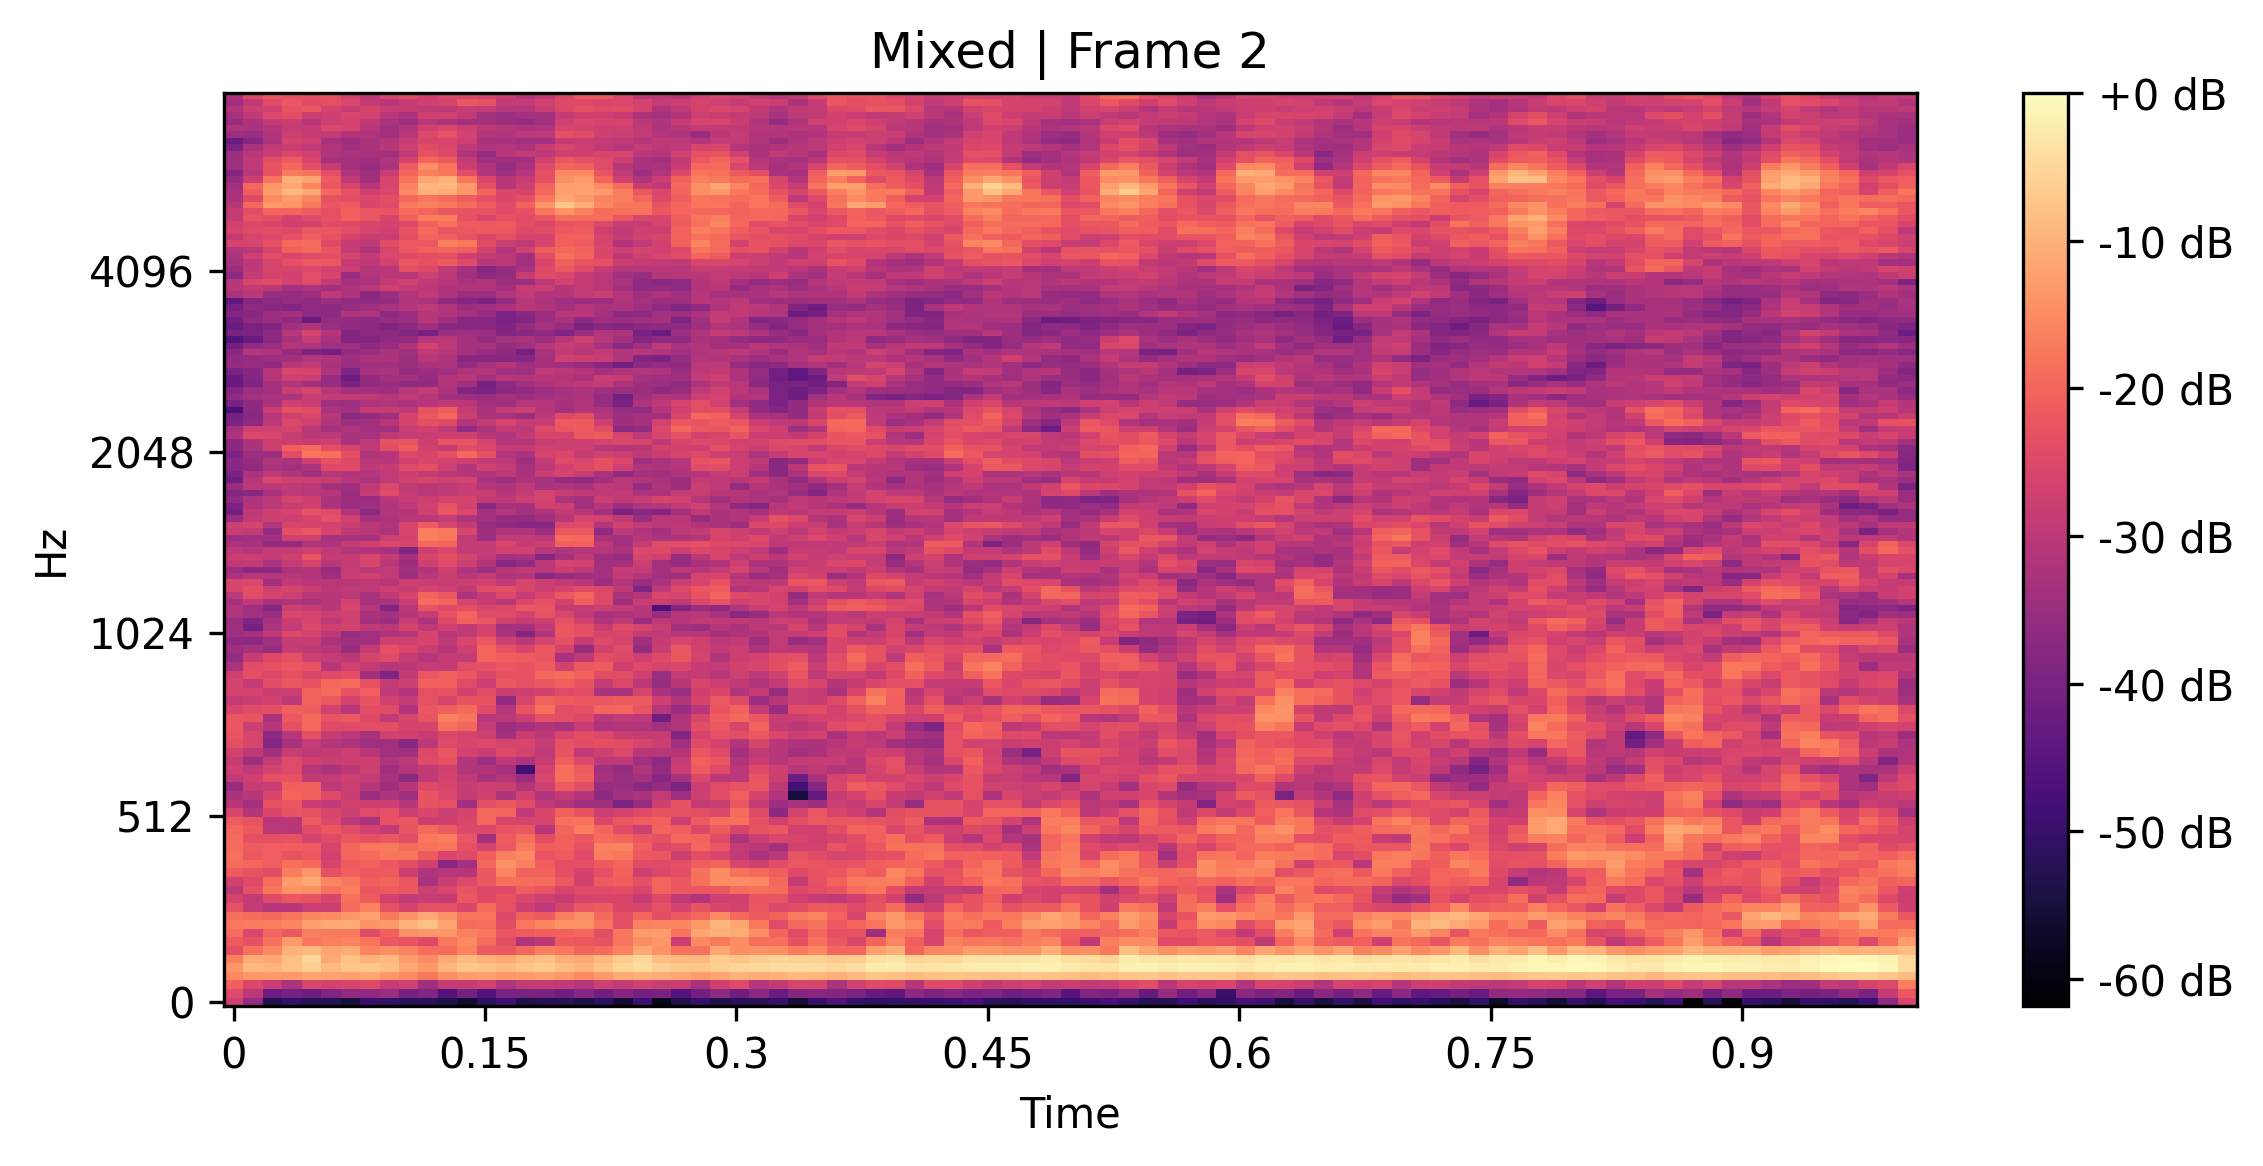 Mixed | Frame 2
Hz
4096
2048
1024
512
0
0 0.15 0.3 0.45 0.6 0.75 0.9
Time
+0 dB
-10 dB
-20 dB
-30 dB
-40 dB
-50 dB
-60 dB